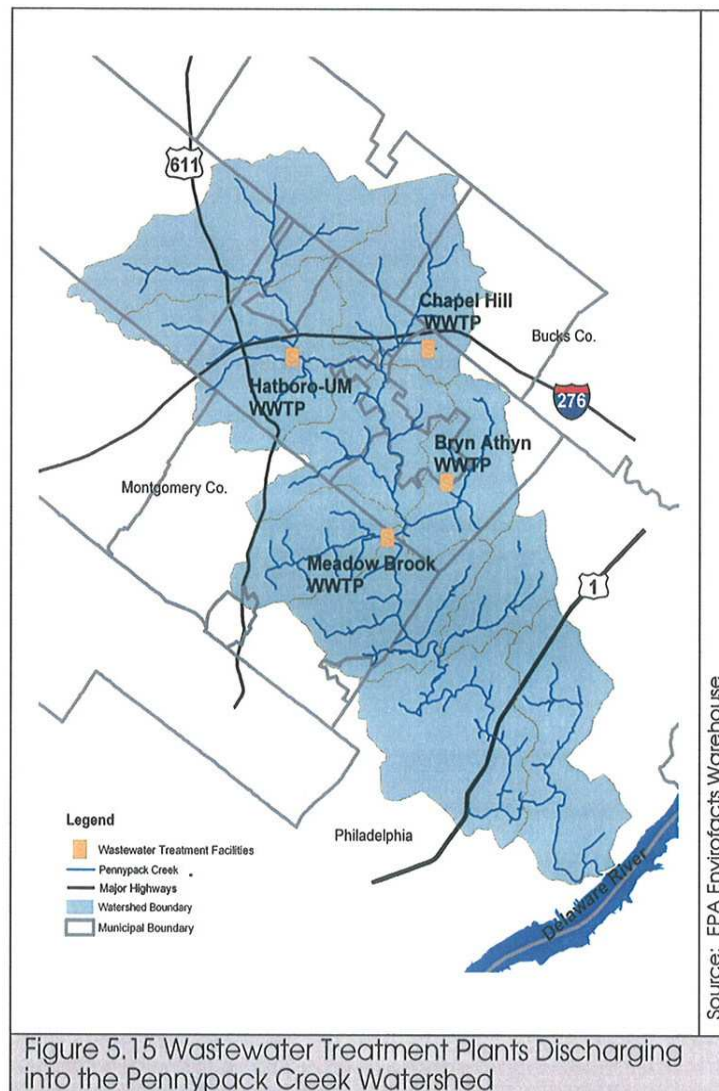 611
Chapel Hill
WWTP
Bucks Co.
Hatboro-UM
WWTP
276
Bryn Athyn
WWTP
Montgomery Co.
Meadow Brook
WWTP
1
Legend
Wastewater Treatment Facilities
Pennypack Creek
Major Highways
Watershed Boundary
Municipal Boundary
Philadelphia
Delaware River
Source: EPA Envirofacts Warehouse
Figure 5.15 Wastewater Treatment Plants Discharging
into the Pennypack Creek Watershed